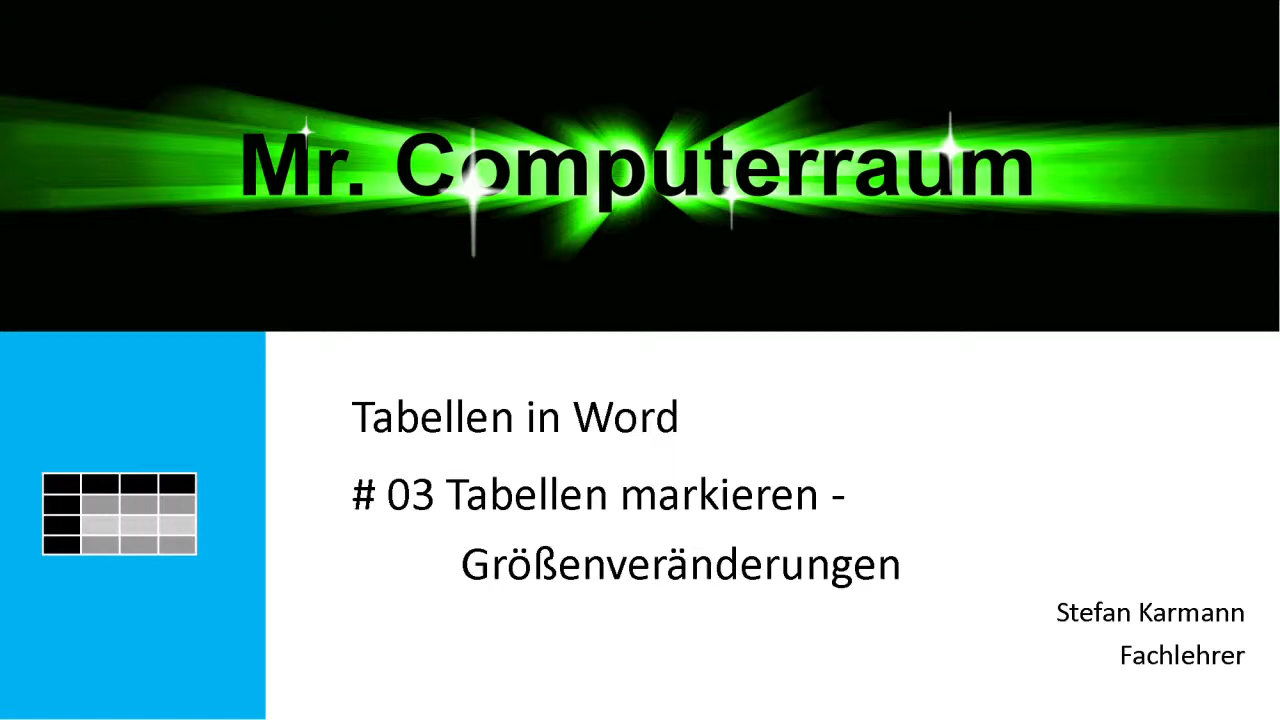 Mr. Computerraum
Tabellen in Word
# 03 Tabellen markieren -
Größenveränderungen
Stefan Karmann
Fachlehrer